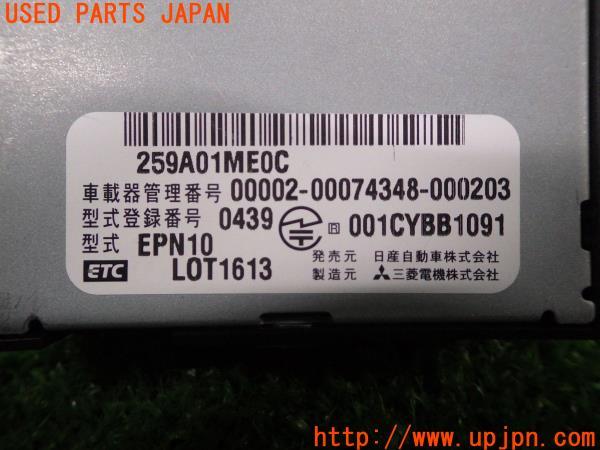 USED PARTS JAPAN
259A01ME0C
車載器管理番号 00002-00074348-000203
型式登録番号 0439 R 001CYBB1091
型式 EPN10 発売元 日産自動車株式会社
ETC LOT1613 製造元 三菱電機株式会社
http://www.upjpn.com/